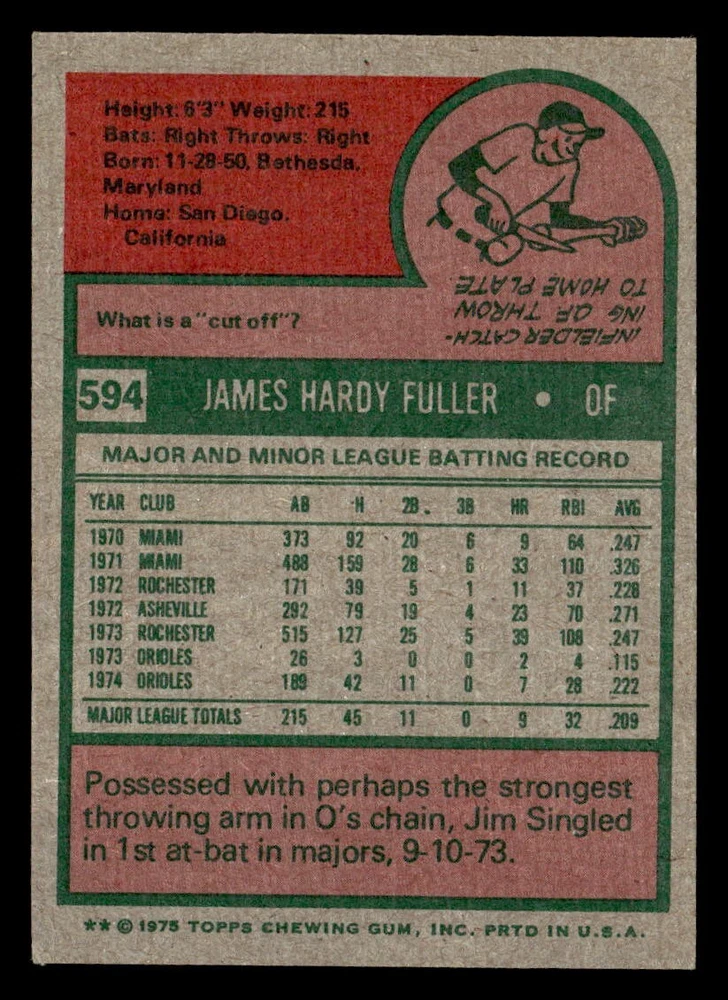 Height: 6'3" Weight: 215
Bats: Right Throws: Right
Born: 11-28-50, Bethesda,
Maryland
Home: San Diego,
California
What is a "cut off"?
INFIELDER CATCH-
ING OF THROW
TO HOME PLATE.
594 JAMES HARDY FULLER • OF
MAJOR AND MINOR LEAGUE BATTING RECORD
YEAR CLUB AB H 2B 3B HR RBI AVG
1970 MIAMI 373 92 20 6 9 64 .247
1971 MIAMI 488 159 28 6 33 110 .326
1972 ROCHESTER 171 39 5 1 11 37 .228
1972 ASHEVILLE 292 79 19 4 23 70 .271
1973 ROCHESTER 515 127 25 5 39 108 .247
1973 ORIOLES 26 3 0 0 2 4 .115
1974 ORIOLES 189 42 11 0 7 28 .222
MAJOR LEAGUE TOTALS 215 45 11 0 9 32 .209
Possessed with perhaps the strongest
throwing arm in O's chain, Jim Singled
in 1st at-bat in majors, 9-10-73.
** © 1975 TOPPS CHEWING GUM, INC. PRTD IN U.S.A.